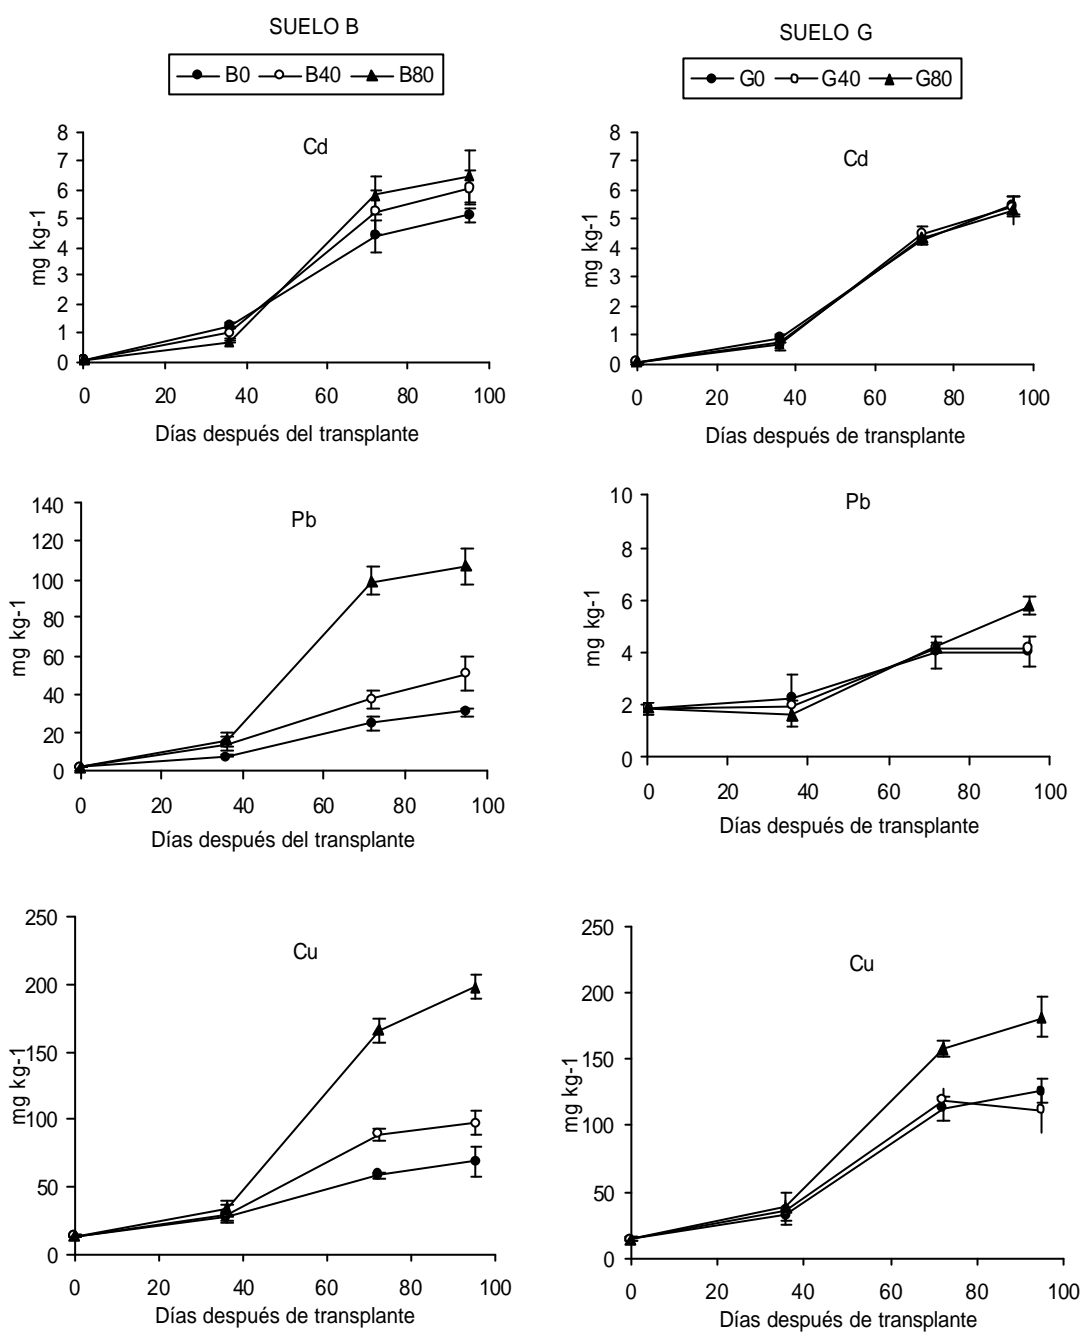 SUELO B
SUELO G
B0 B40 B80
G0 G40 G80
Cd
8
7
6
5
4
3
2
1
0
mg kg-1
0 20 40 60 80 100
Días después del transplante
Cd
8
7
6
5
4
3
2
1
0
mg kg-1
0 20 40 60 80 100
Días después de transplante
Pb
140
120
100
80
60
40
20
0
mg kg-1
0 20 40 60 80 100
Días después del transplante
Pb
10
8
6
4
2
0
mg kg-1
0 20 40 60 80 100
Días después de transplante
Cu
250
200
150
100
50
0
mg kg-1
0 20 40 60 80 100
Días después de transplante
Cu
250
200
150
100
50
0
mg kg-1
0 20 40 60 80 100
Días después de transplante